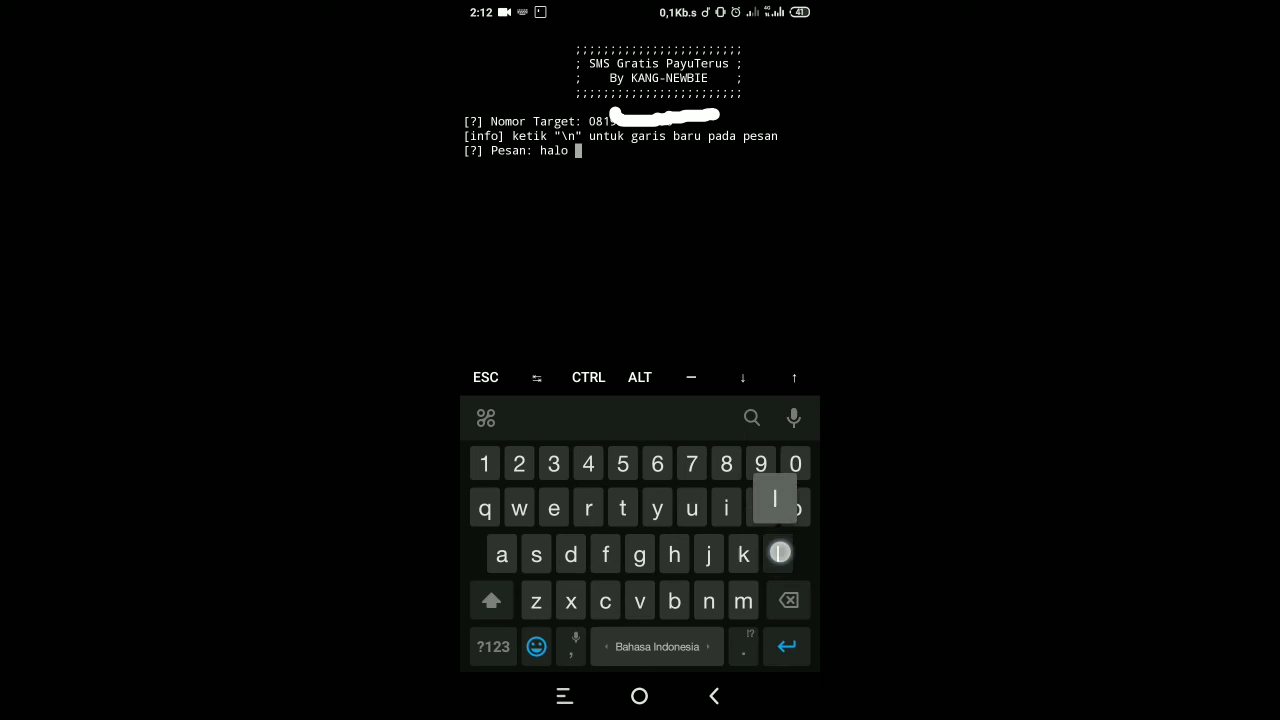 2:12 0,1Kb.s 4G 41
;;;;;;;;;;;;;;;;;;;;;;;;
; SMS Gratis PayuTerus ;
; By KANG-NEWBIE ;
;;;;;;;;;;;;;;;;;;;;;;;;
[?] Nomor Target: 081
[info] ketik "\n" untuk garis baru pada pesan
[?] Pesan: halo
ESC ↹ CTRL ALT — ↓ ↑
1 2 3 4 5 6 7 8 9 0
q w e r t y u i l p
a s d f g h j k l
z x c v b n m
?123 , ‹ Bahasa Indonesia › . !?